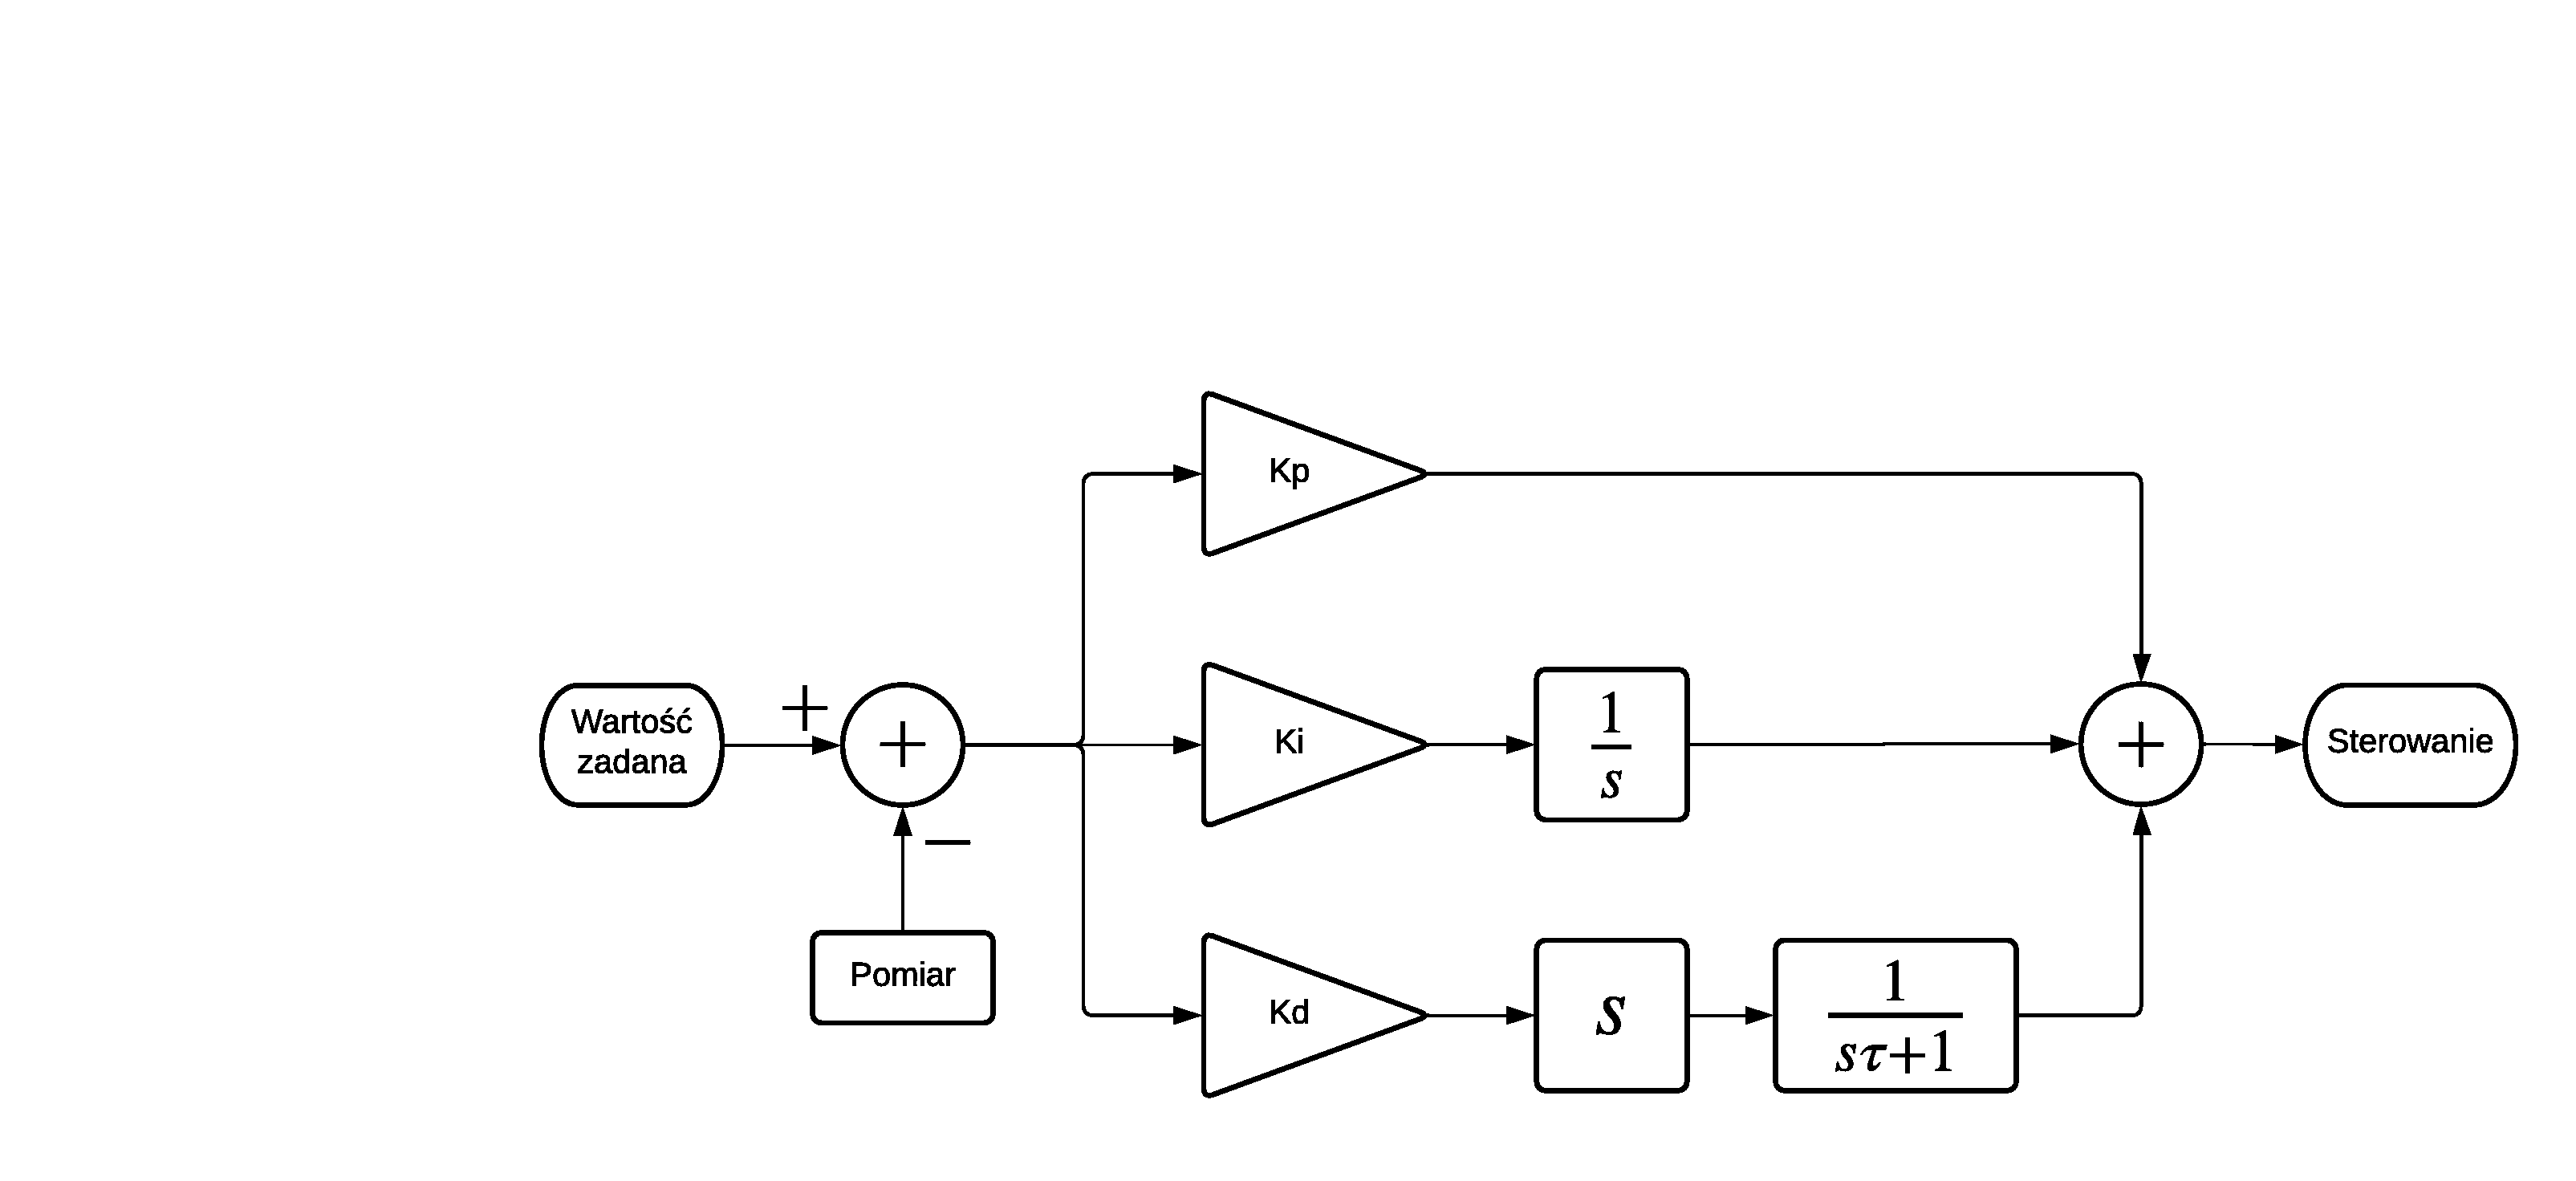 Kp
Wartość
zadana
+
+
Ki
1
s
+
Sterowanie
−
Pomiar
Kd
s
1
sτ+1